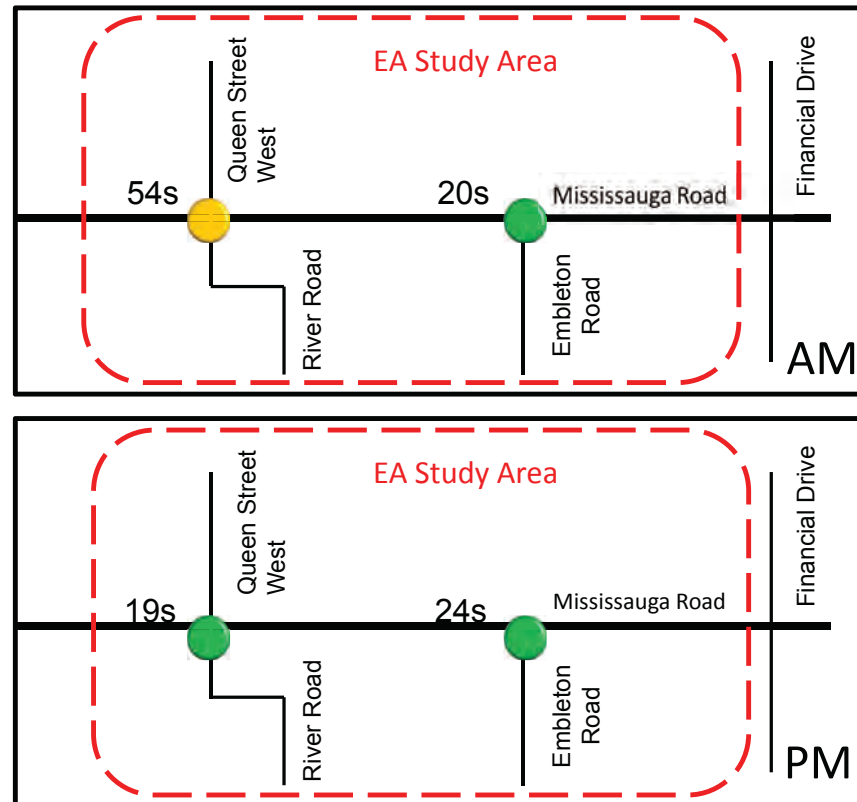 EA Study Area
Queen Street
West
Financial Drive
54s
20s
Mississauga Road
River Road
Embleton
Road
AM
EA Study Area
Queen Street
West
Financial Drive
19s
24s
Mississauga Road
River Road
Embleton
Road
PM